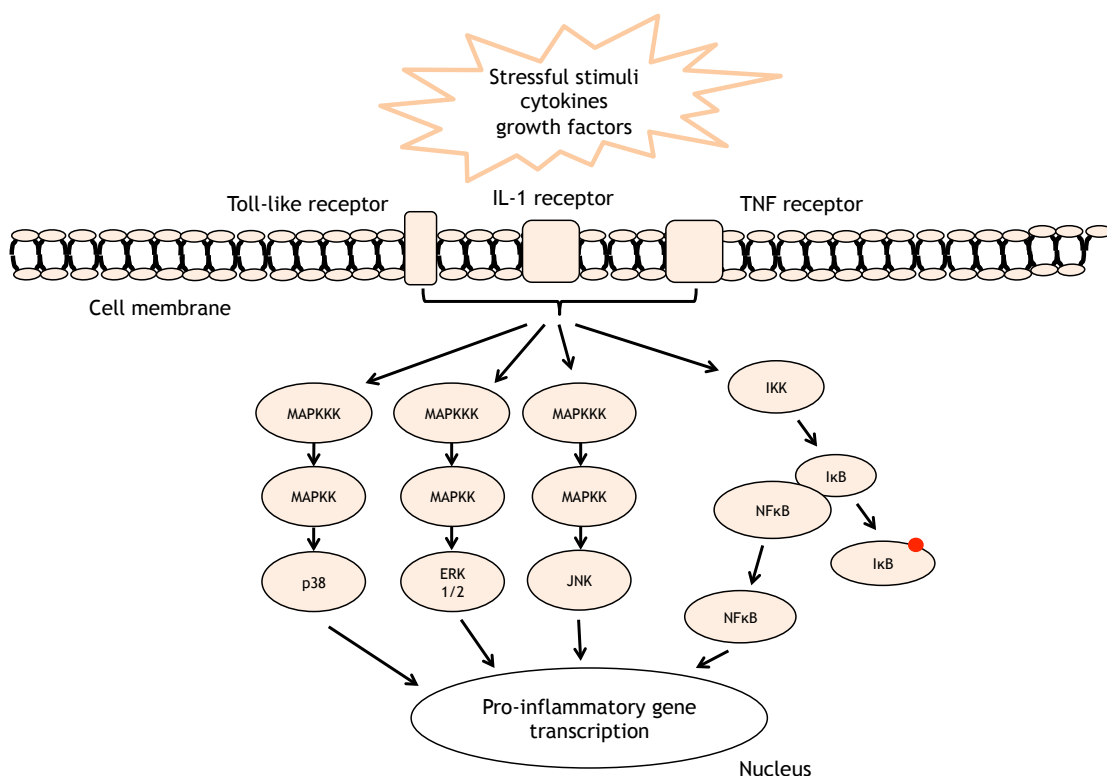 Stressful stimuli
cytokines
growth factors
Toll-like receptor
IL-1 receptor
TNF receptor
Cell membrane
MAPKKK
MAPKKK
MAPKKK
IKK
MAPKK
MAPKK
MAPKK
IκB
NFκB
p38
ERK
1/2
JNK
IκB
NFκB
Pro-inflammatory gene
transcription
Nucleus